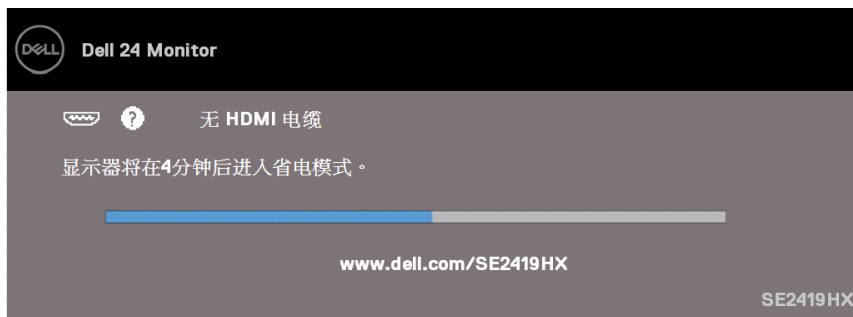 DELL
Dell 24 Monitor
? 无 HDMI 电缆
显示器将在4分钟后进入省电模式。
www.dell.com/SE2419HX
SE2419HX